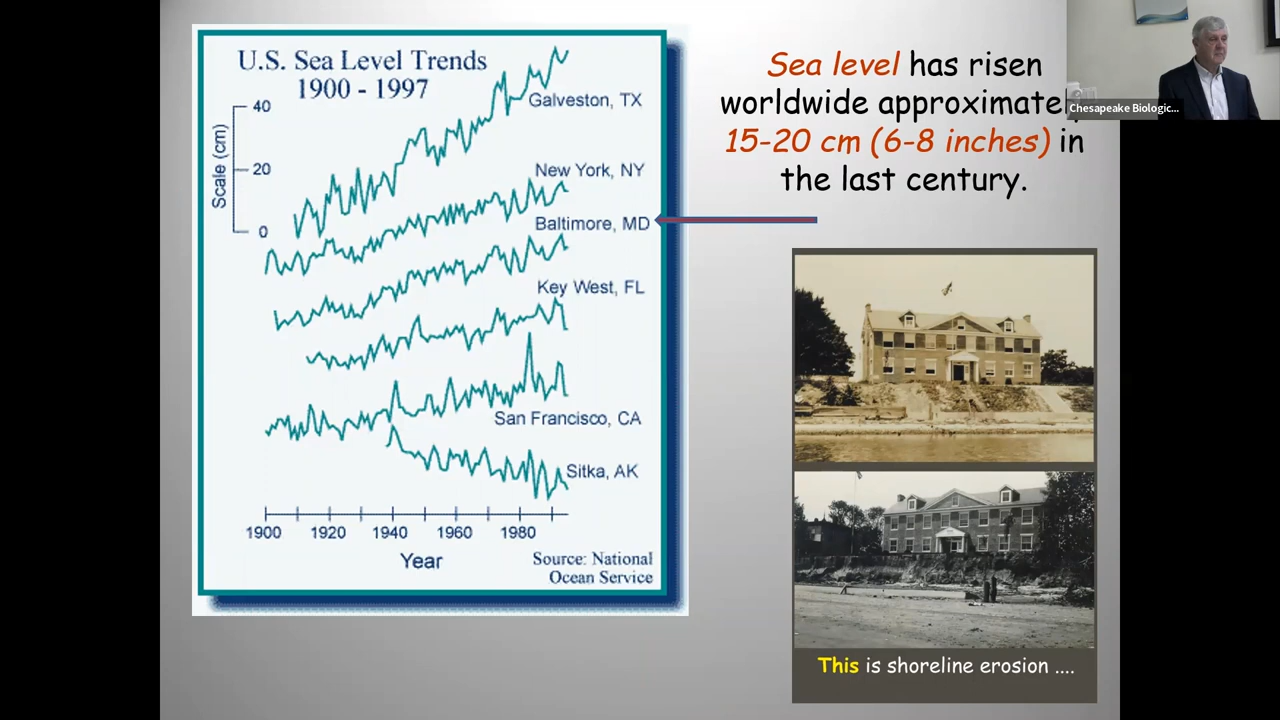 U.S. Sea Level Trends
1900 - 1997
Scale (cm)
40
20
0
Galveston, TX
New York, NY
Baltimore, MD
Key West, FL
San Francisco, CA
Sitka, AK
1900 1920 1940 1960 1980
Year
Source: National
Ocean Service
Sea level has risen
worldwide approximately
15-20 cm (6-8 inches) in
the last century.
Chesapeake Biologic...
This is shoreline erosion ....